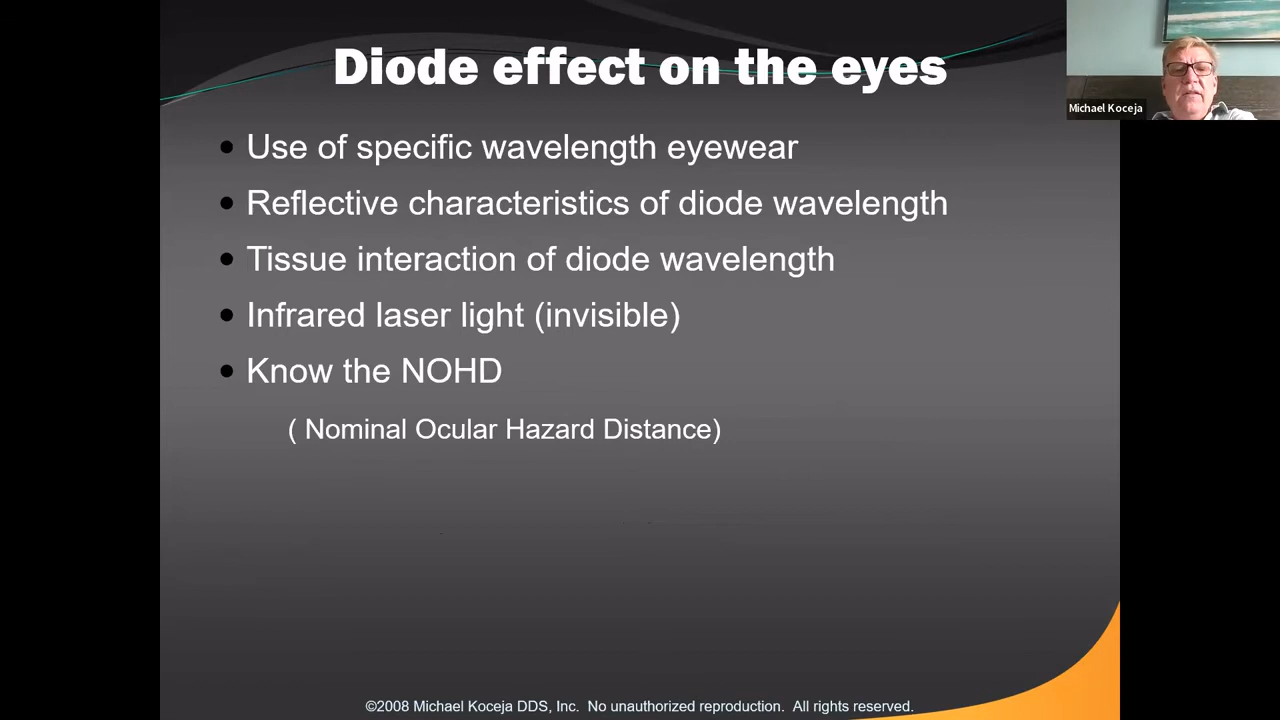 Diode effect on the eyes
Michael Koceja
• Use of specific wavelength eyewear
• Reflective characteristics of diode wavelength
• Tissue interaction of diode wavelength
• Infrared laser light (invisible)
• Know the NOHD
( Nominal Ocular Hazard Distance)
©2008 Michael Koceja DDS, Inc.  No unauthorized reproduction.  All rights reserved.